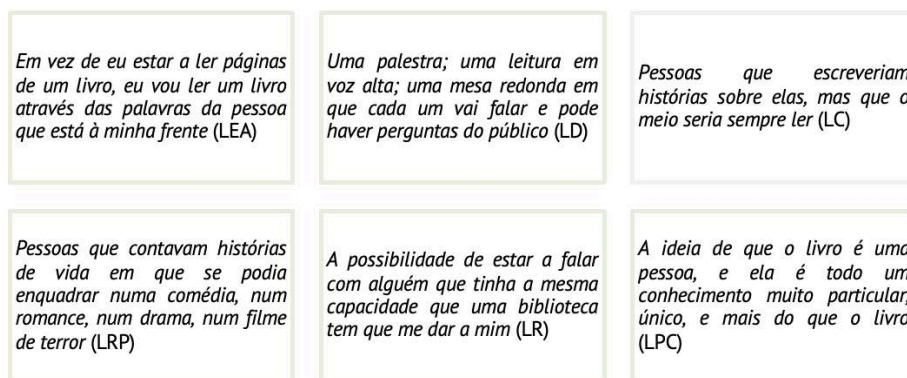 Em vez de eu estar a ler páginas
de um livro, eu vou ler um livro
através das palavras da pessoa
que está à minha frente (LEA)
Uma palestra; uma leitura em
voz alta; uma mesa redonda em
que cada um vai falar e pode
haver perguntas do público (LD)
Pessoas que escreveriam
histórias sobre elas, mas que o
meio seria sempre ler (LC)
Pessoas que contavam histórias
de vida em que se podia
enquadrar numa comédia, num
romance, num drama, num filme
de terror (LRP)
A possibilidade de estar a falar
com alguém que tinha a mesma
capacidade que uma biblioteca
tem que me dar a mim (LR)
A ideia de que o livro é uma
pessoa, e ela é todo um
conhecimento muito particular,
único, e mais do que o livro
(LPC)